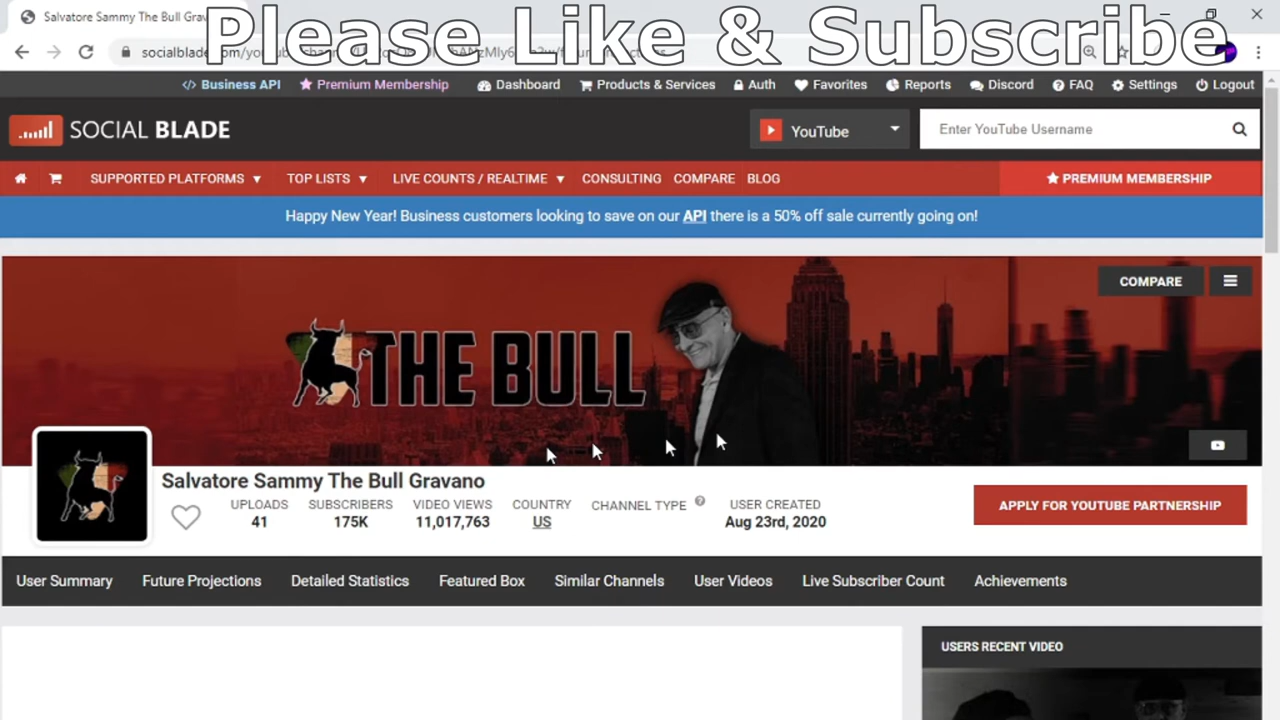 Please Like & Subscribe
Salvatore Sammy The Bull Grav
socialblade.com
Business API
Premium Membership
Dashboard
Products & Services
Auth
Favorites
Reports
Discord
FAQ
Settings
Logout
SOCIAL BLADE
YouTube
Enter YouTube Username
SUPPORTED PLATFORMS
TOP LISTS
LIVE COUNTS / REALTIME
CONSULTING
COMPARE
BLOG
PREMIUM MEMBERSHIP
Happy New Year! Business customers looking to save on our API there is a 50% off sale currently going on!
COMPARE
THE BULL
Salvatore Sammy The Bull Gravano
UPLOADS
41
SUBSCRIBERS
175K
VIDEO VIEWS
11,017,763
COUNTRY
US
CHANNEL TYPE
USER CREATED
Aug 23rd, 2020
APPLY FOR YOUTUBE PARTNERSHIP
User Summary
Future Projections
Detailed Statistics
Featured Box
Similar Channels
User Videos
Live Subscriber Count
Achievements
USERS RECENT VIDEO